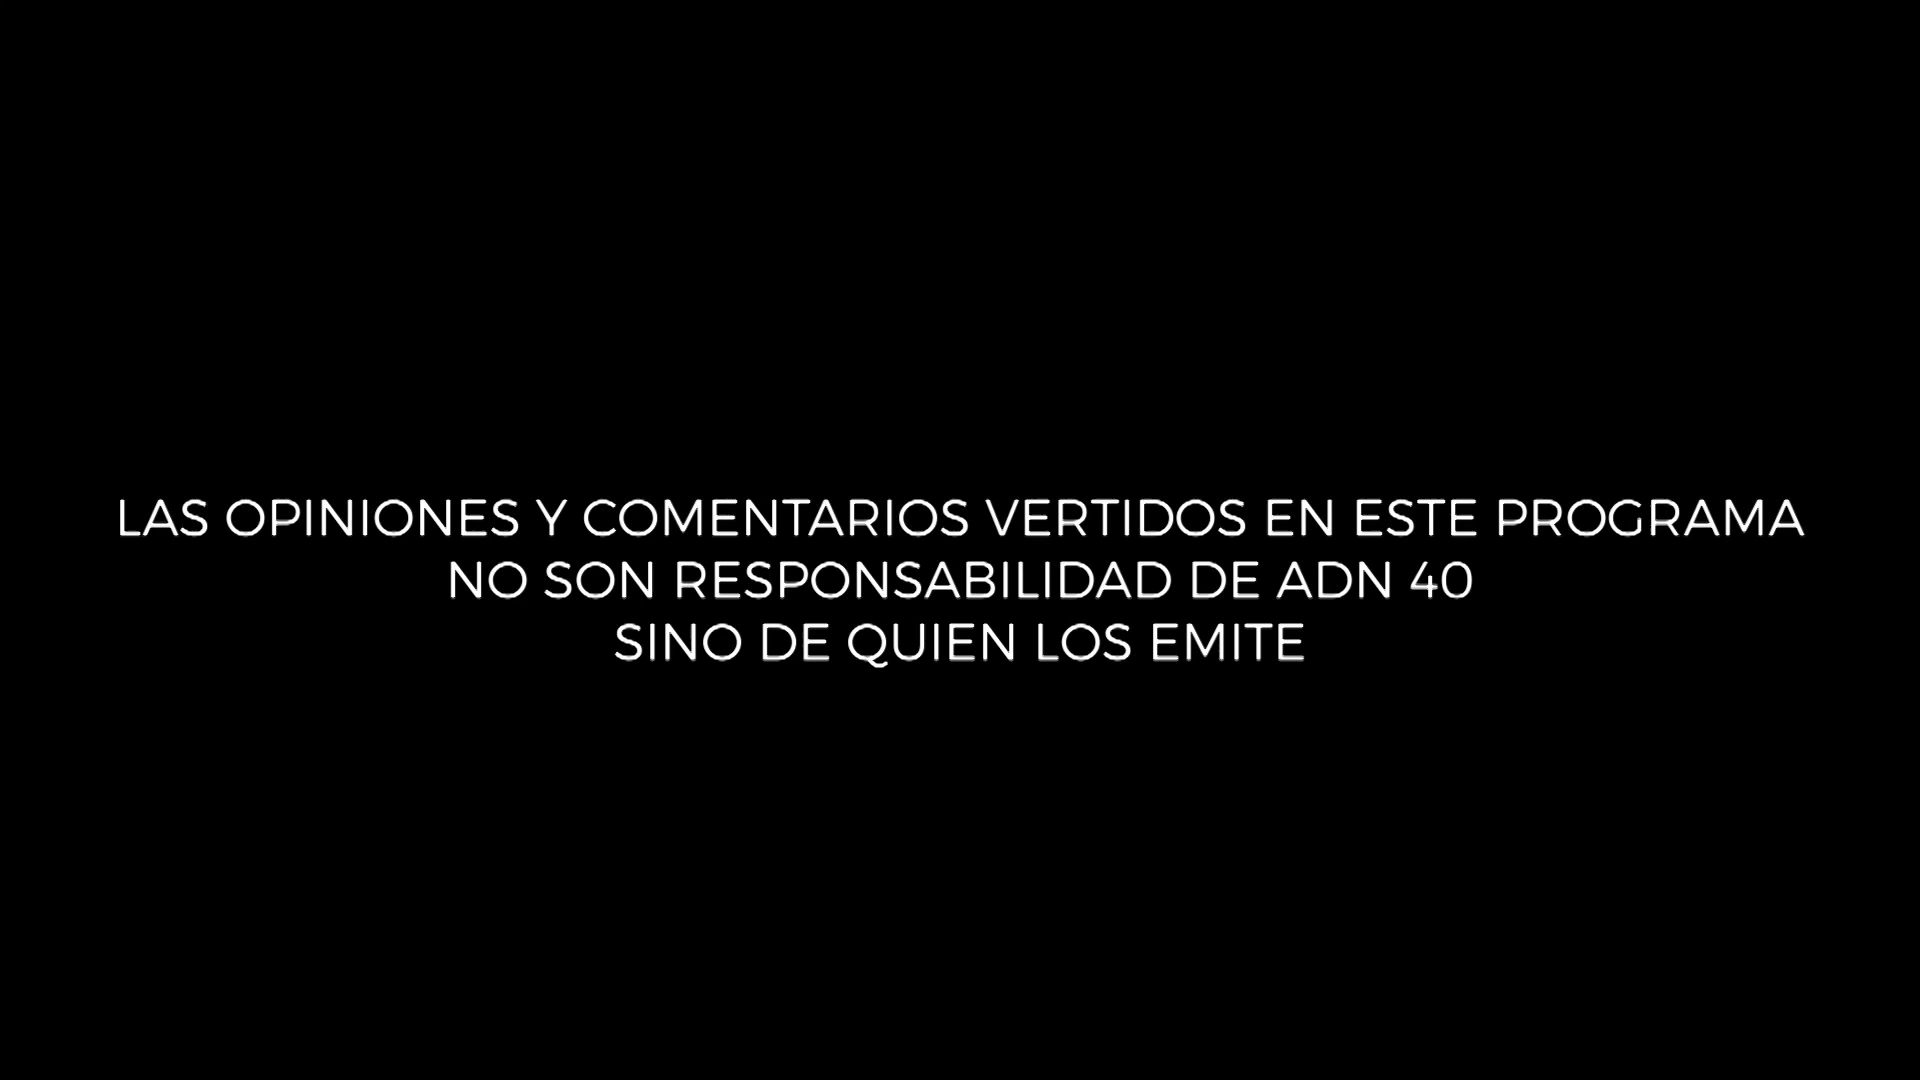 LAS OPINIONES Y COMENTARIOS VERTIDOS EN ESTE PROGRAMA
NO SON RESPONSABILIDAD DE ADN 40
SINO DE QUIEN LOS EMITE